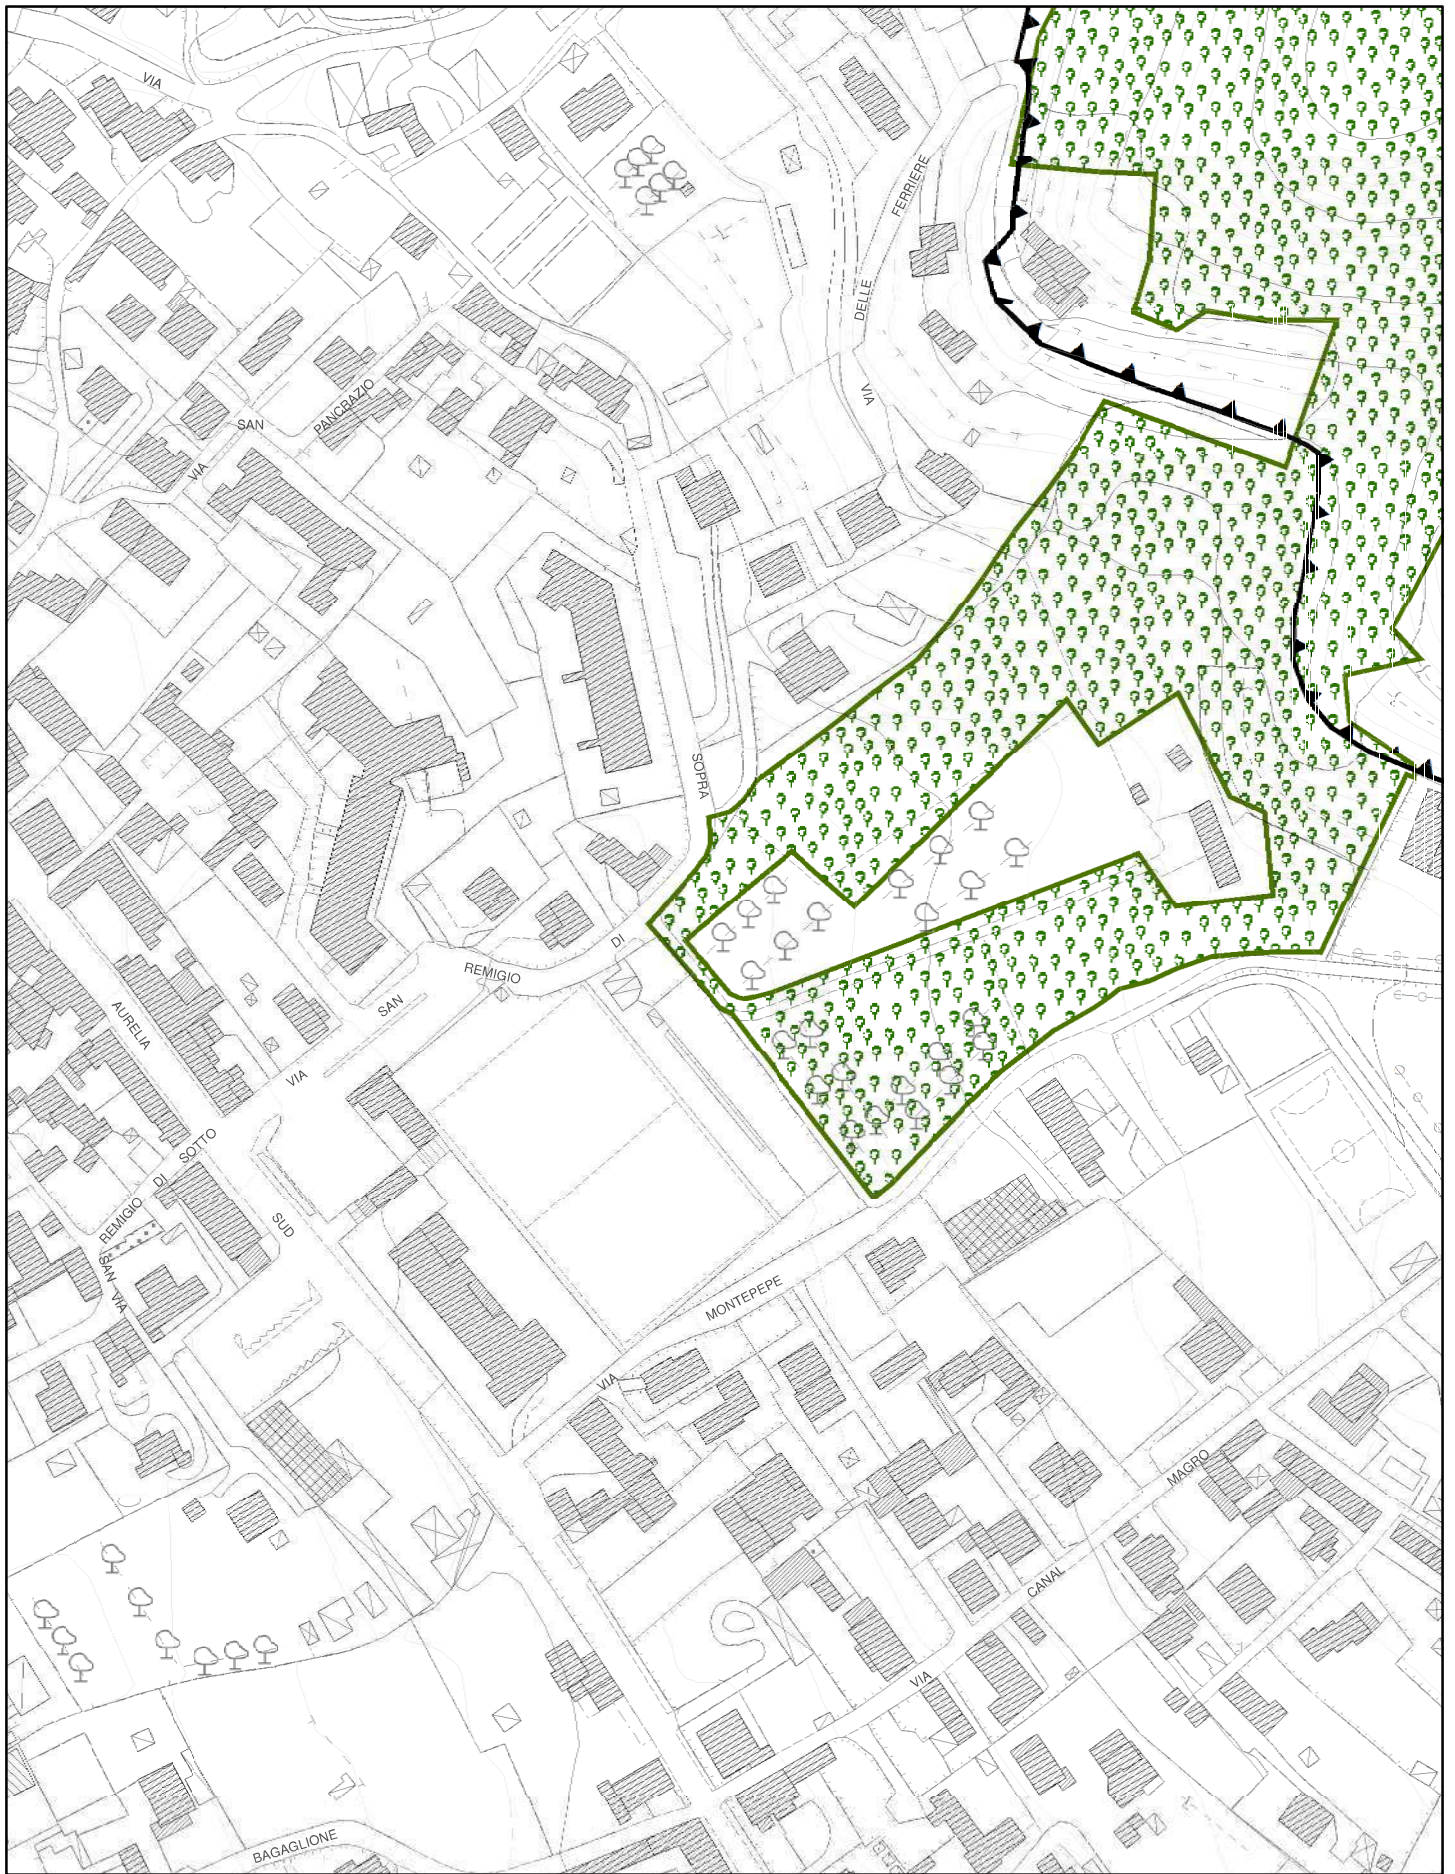 VIA
FERRIERE
DELLE
VIA
PANCRAZIO
SAN
VIA
SOPRA
DI
REMIGIO
SAN
VIA
AURELIA
SUD
SOTTO
DI
REMIGIO
SAN
VIA
MONTEPEPE
VIA
MAGRO
CANAL
VIA
BAGAGLIONE